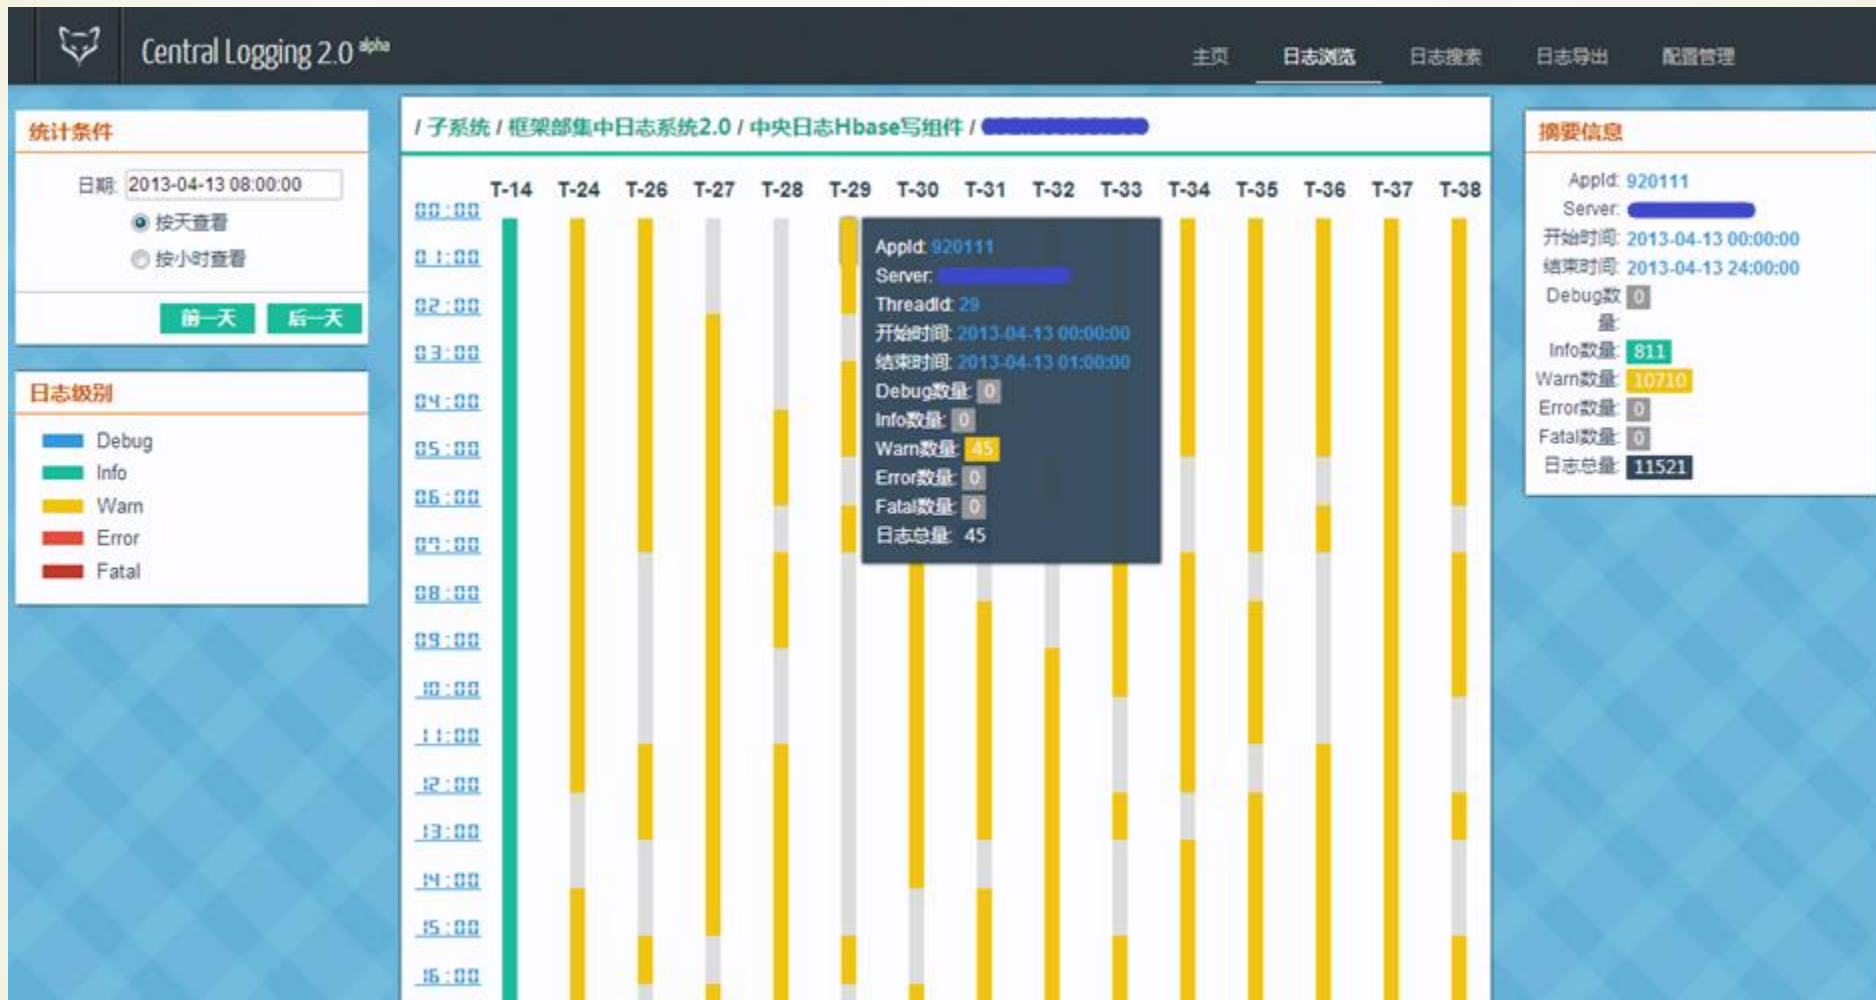 Central Logging 2.0 alpha
主页 日志浏览 日志搜索 日志导出 配置管理
统计条件
日期: 2013-04-13 08:00:00
按天查看
按小时查看
前一天 后一天
日志级别
Debug
Info
Warn
Error
Fatal
/ 子系统 / 框架部集中日志系统2.0 / 中央日志Hbase写组件 /
T-14 T-24 T-26 T-27 T-28 T-29 T-30 T-31 T-32 T-33 T-34 T-35 T-36 T-37 T-38
00:00
01:00
02:00
03:00
04:00
05:00
06:00
07:00
08:00
09:00
10:00
11:00
12:00
13:00
14:00
15:00
16:00
AppId: 920111
Server:
ThreadId: 29
开始时间: 2013-04-13 00:00:00
结束时间: 2013-04-13 01:00:00
Debug数量: 0
Info数量: 0
Warn数量: 45
Error数量: 0
Fatal数量: 0
日志总量: 45
摘要信息
AppId: 920111
Server:
开始时间: 2013-04-13 00:00:00
结束时间: 2013-04-13 24:00:00
Debug数 0
量:
Info数量: 811
Warn数量: 10710
Error数量: 0
Fatal数量: 0
日志总量: 11521